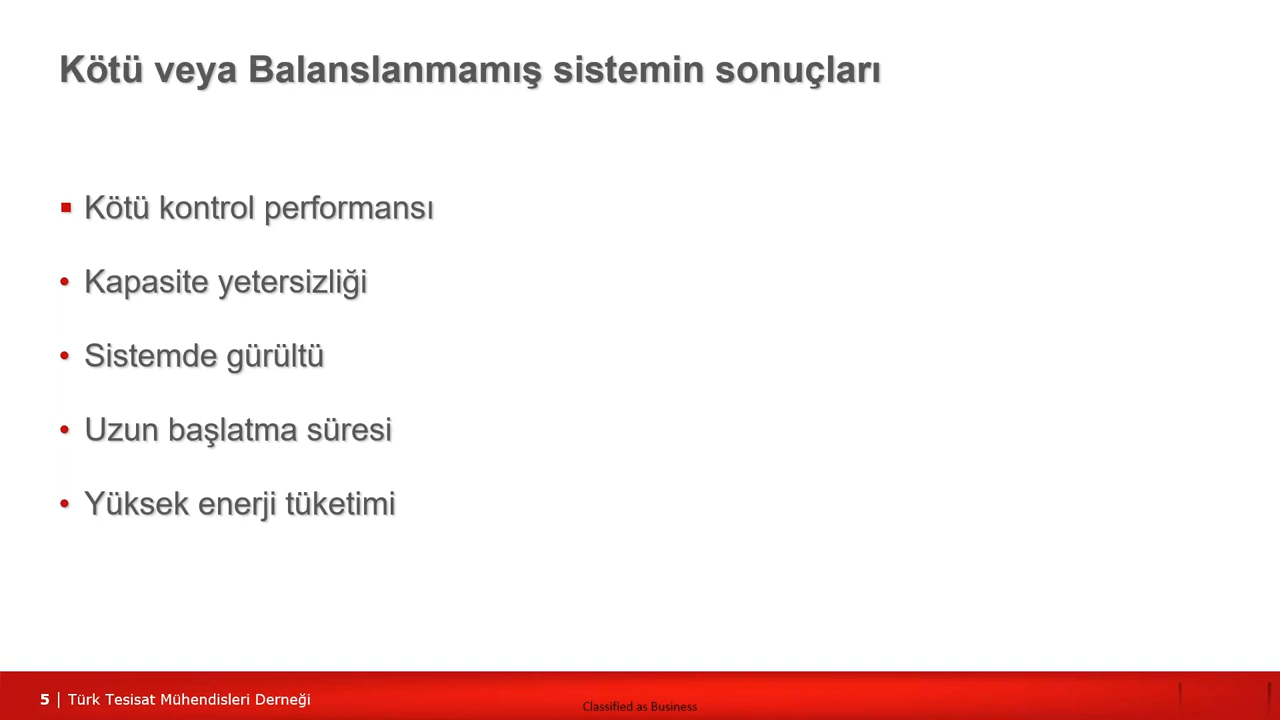 Kötü veya Balanslanmamış sistemin sonuçları
▪ Kötü kontrol performansı
• Kapasite yetersizliği
• Sistemde gürültü
• Uzun başlatma süresi
• Yüksek enerji tüketimi
5 | Türk Tesisat Mühendisleri Derneği
Classified as Business